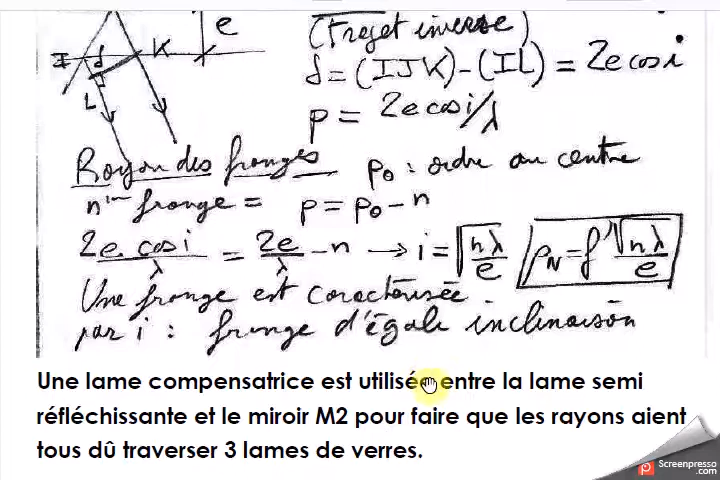 e
I d K
L
(Trajet inverse)
δ = (IJK) - (IL) = 2e cos i
p = 2e cos i/λ
Rayon des franges p₀ : ordre au centre
nième frange = p = p₀ - n
2e cos i/λ = 2e/λ - n → i = √(nλ/e) ρN = f'√(nλ/e)
Une frange est caractérisée
par i : frange d'égale inclinaison
Une lame compensatrice est utilisée entre la lame semi
réfléchissante et le miroir M2 pour faire que les rayons aient
tous dû traverser 3 lames de verres.
Screenpresso
.com